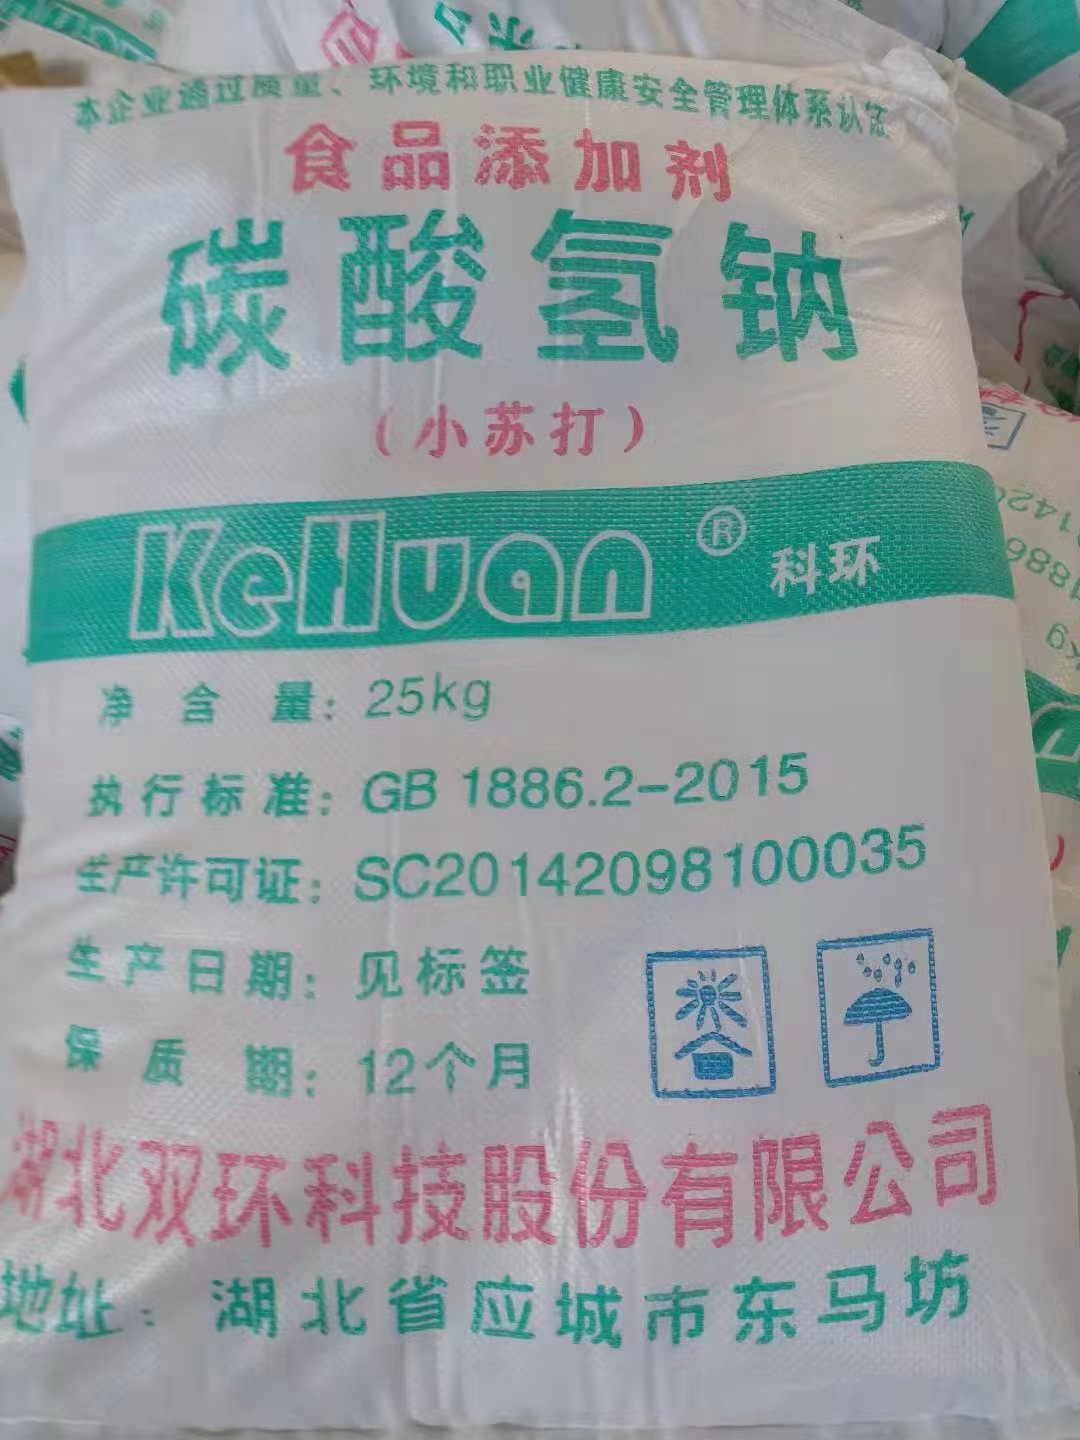 本企业通过质量、环境和职业健康安全管理体系认证
食品添加剂
碳酸氢钠
（小苏打）
KeHuan® 科环
净含量：25kg
执行标准：GB 1886.2-2015
生产许可证：SC20142098100035
生产日期：见标签
保质期：12个月
湖北双环科技股份有限公司
地址：湖北省应城市东马坊